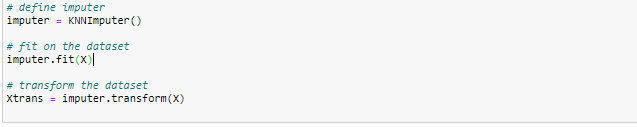 # define imputer
imputer = KNNImputer()
# fit on the dataset
imputer.fit(X)
# transform the dataset
Xtrans = imputer.transform(X)